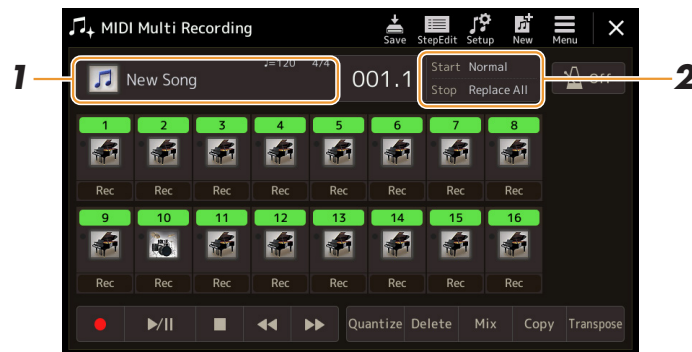 MIDI Multi Recording
Save StepEdit Setup New Menu
1 New Song ♩=120 4/4 001.1 Start Normal 2
Stop Replace All
Off
1 2 3 4 5 6 7 8
Rec Rec Rec Rec Rec Rec Rec Rec
9 10 11 12 13 14 15 16
Rec Rec Rec Rec Rec Rec Rec Rec
Quantize Delete Mix Copy Transpose